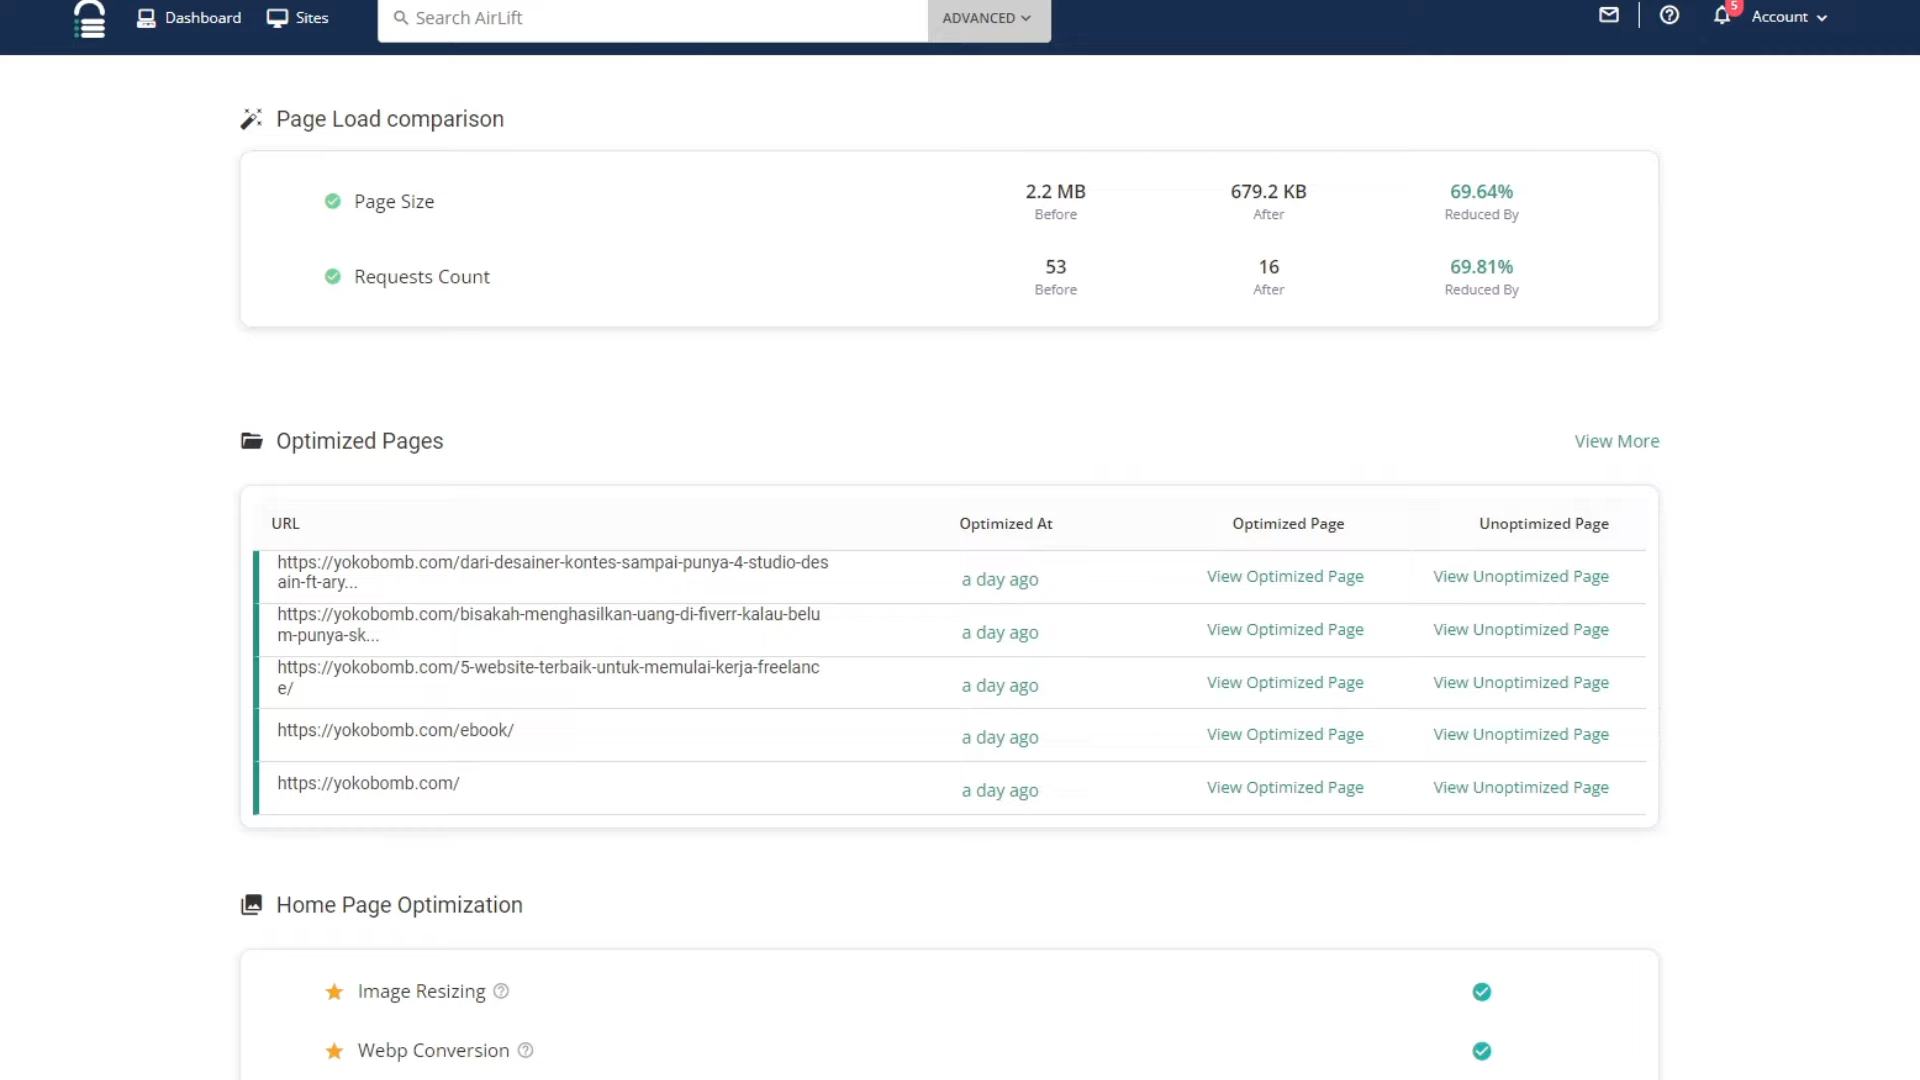 Dashboard
Sites
Search AirLift
ADVANCED
5
Account
Page Load comparison
Page Size
2.2 MB
Before
679.2 KB
After
69.64%
Reduced By
Requests Count
53
Before
16
After
69.81%
Reduced By
Optimized Pages
View More
URL
Optimized At
Optimized Page
Unoptimized Page
https://yokobomb.com/dari-desainer-kontes-sampai-punya-4-studio-des
ain-ft-ary...
a day ago
View Optimized Page
View Unoptimized Page
https://yokobomb.com/bisakah-menghasilkan-uang-di-fiverr-kalau-belu
m-punya-sk...
a day ago
View Optimized Page
View Unoptimized Page
https://yokobomb.com/5-website-terbaik-untuk-memulai-kerja-freelanc
e/
a day ago
View Optimized Page
View Unoptimized Page
https://yokobomb.com/ebook/
a day ago
View Optimized Page
View Unoptimized Page
https://yokobomb.com/
a day ago
View Optimized Page
View Unoptimized Page
Home Page Optimization
Image Resizing
Webp Conversion